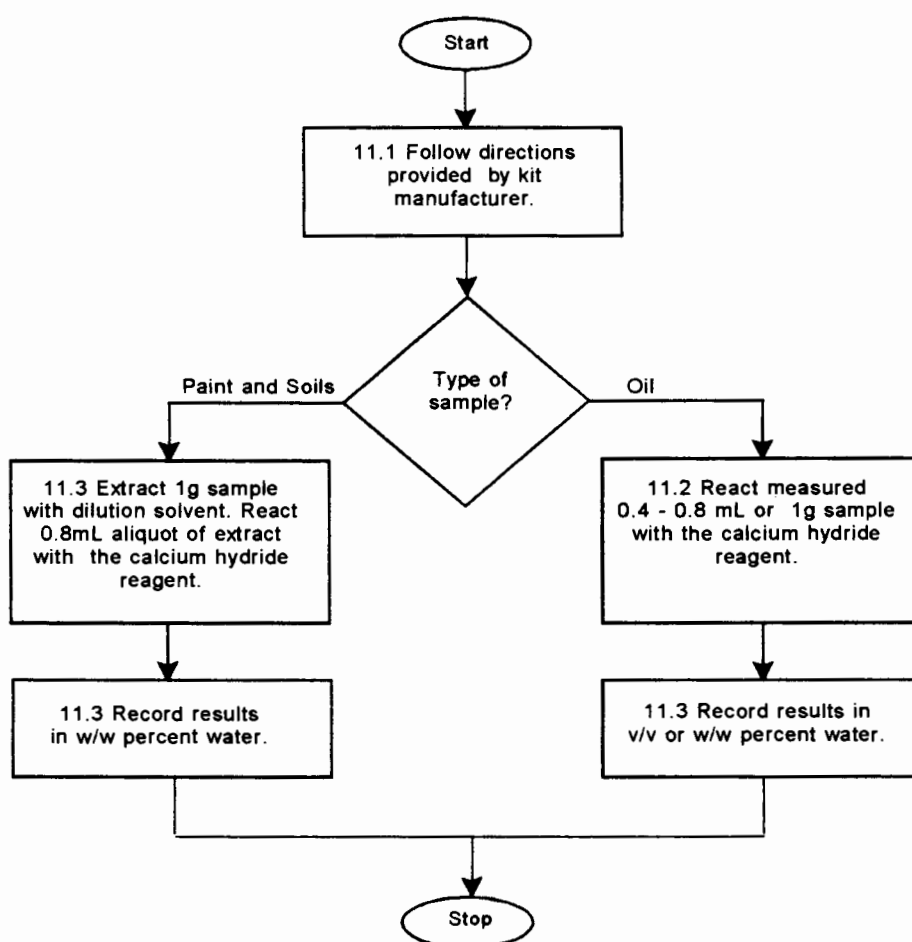 Start
11.1 Follow directions
provided by kit
manufacturer.
Type of
sample?
Paint and Soils
Oil
11.3 Extract 1g sample
with dilution solvent. React
0.8mL aliquot of extract
with the calcium hydride
reagent.
11.2 React measured
0.4 - 0.8 mL or 1g sample
with the calcium hydride
reagent.
11.3 Record results
in w/w percent water.
11.3 Record results in
v/v or w/w percent water.
Stop